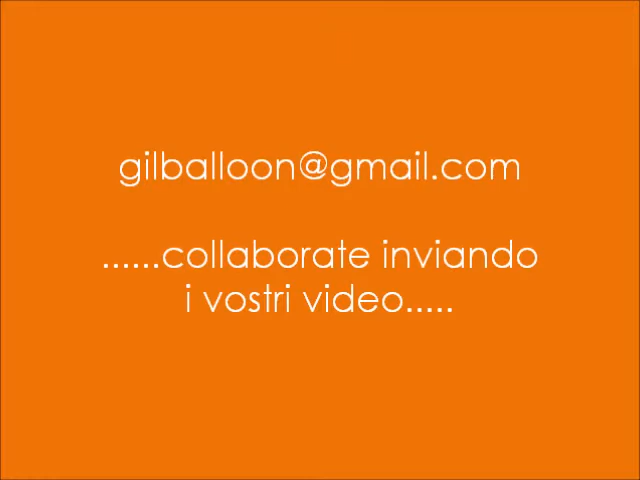 gilballoon@gmail.com
......collaborate inviando
i vostri video.....